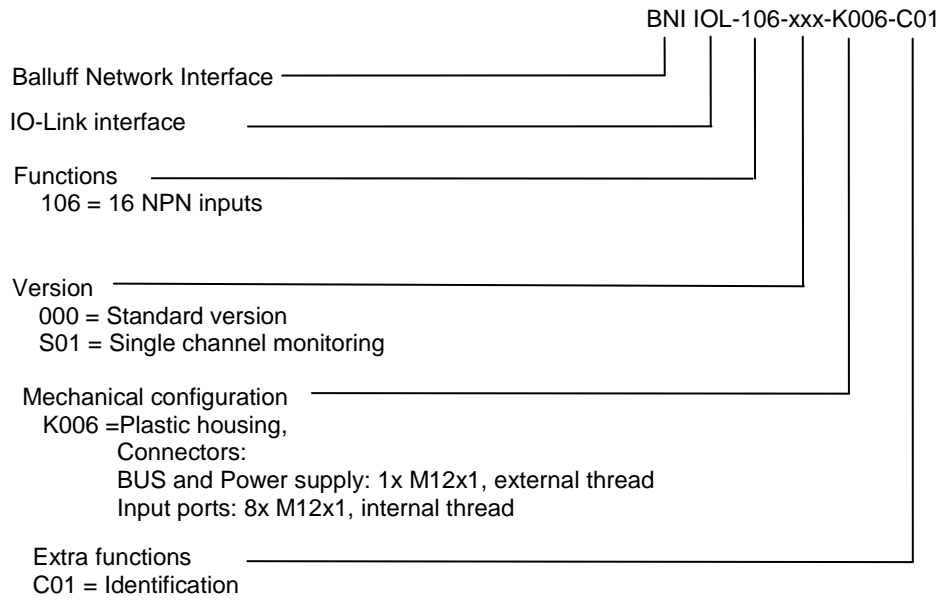 BNI IOL-106-xxx-K006-C01
Balluff Network Interface
IO-Link interface
Functions
106 = 16 NPN inputs
Version
000 = Standard version
S01 = Single channel monitoring
Mechanical configuration
K006 =Plastic housing,
Connectors:
BUS and Power supply: 1x M12x1, external thread
Input ports: 8x M12x1, internal thread
Extra functions
C01 = Identification